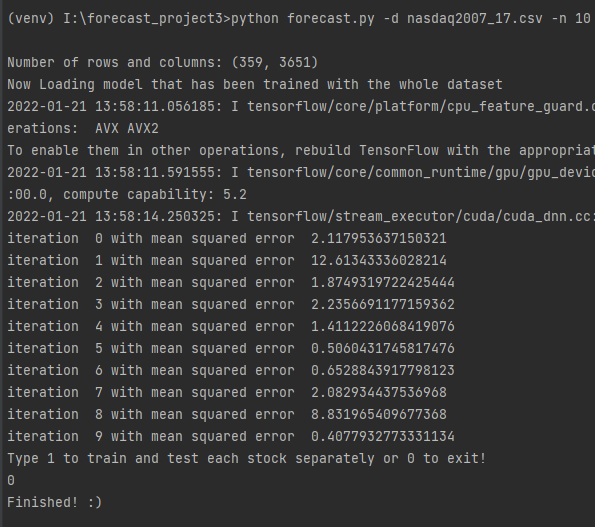 (venv) I:\forecast_project3>python forecast.py -d nasdaq2007_17.csv -n 10
Number of rows and columns: (359, 3651)
Now Loading model that has been trained with the whole dataset
2022-01-21 13:58:11.056185: I tensorflow/core/platform/cpu_feature_guard.c
erations:  AVX AVX2
To enable them in other operations, rebuild TensorFlow with the appropriat
2022-01-21 13:58:11.591555: I tensorflow/core/common_runtime/gpu/gpu_devic
:00.0, compute capability: 5.2
2022-01-21 13:58:14.250325: I tensorflow/stream_executor/cuda/cuda_dnn.cc:
iteration  0 with mean squared error  2.117953637150321
iteration  1 with mean squared error  12.61343336028214
iteration  2 with mean squared error  1.8749319722425444
iteration  3 with mean squared error  2.2356691177159362
iteration  4 with mean squared error  1.4112226068419076
iteration  5 with mean squared error  0.5060431745817476
iteration  6 with mean squared error  0.6528843917798123
iteration  7 with mean squared error  2.082934437536968
iteration  8 with mean squared error  8.831965409677368
iteration  9 with mean squared error  0.4077932773331134
Type 1 to train and test each stock separately or 0 to exit!
0
Finished! :)